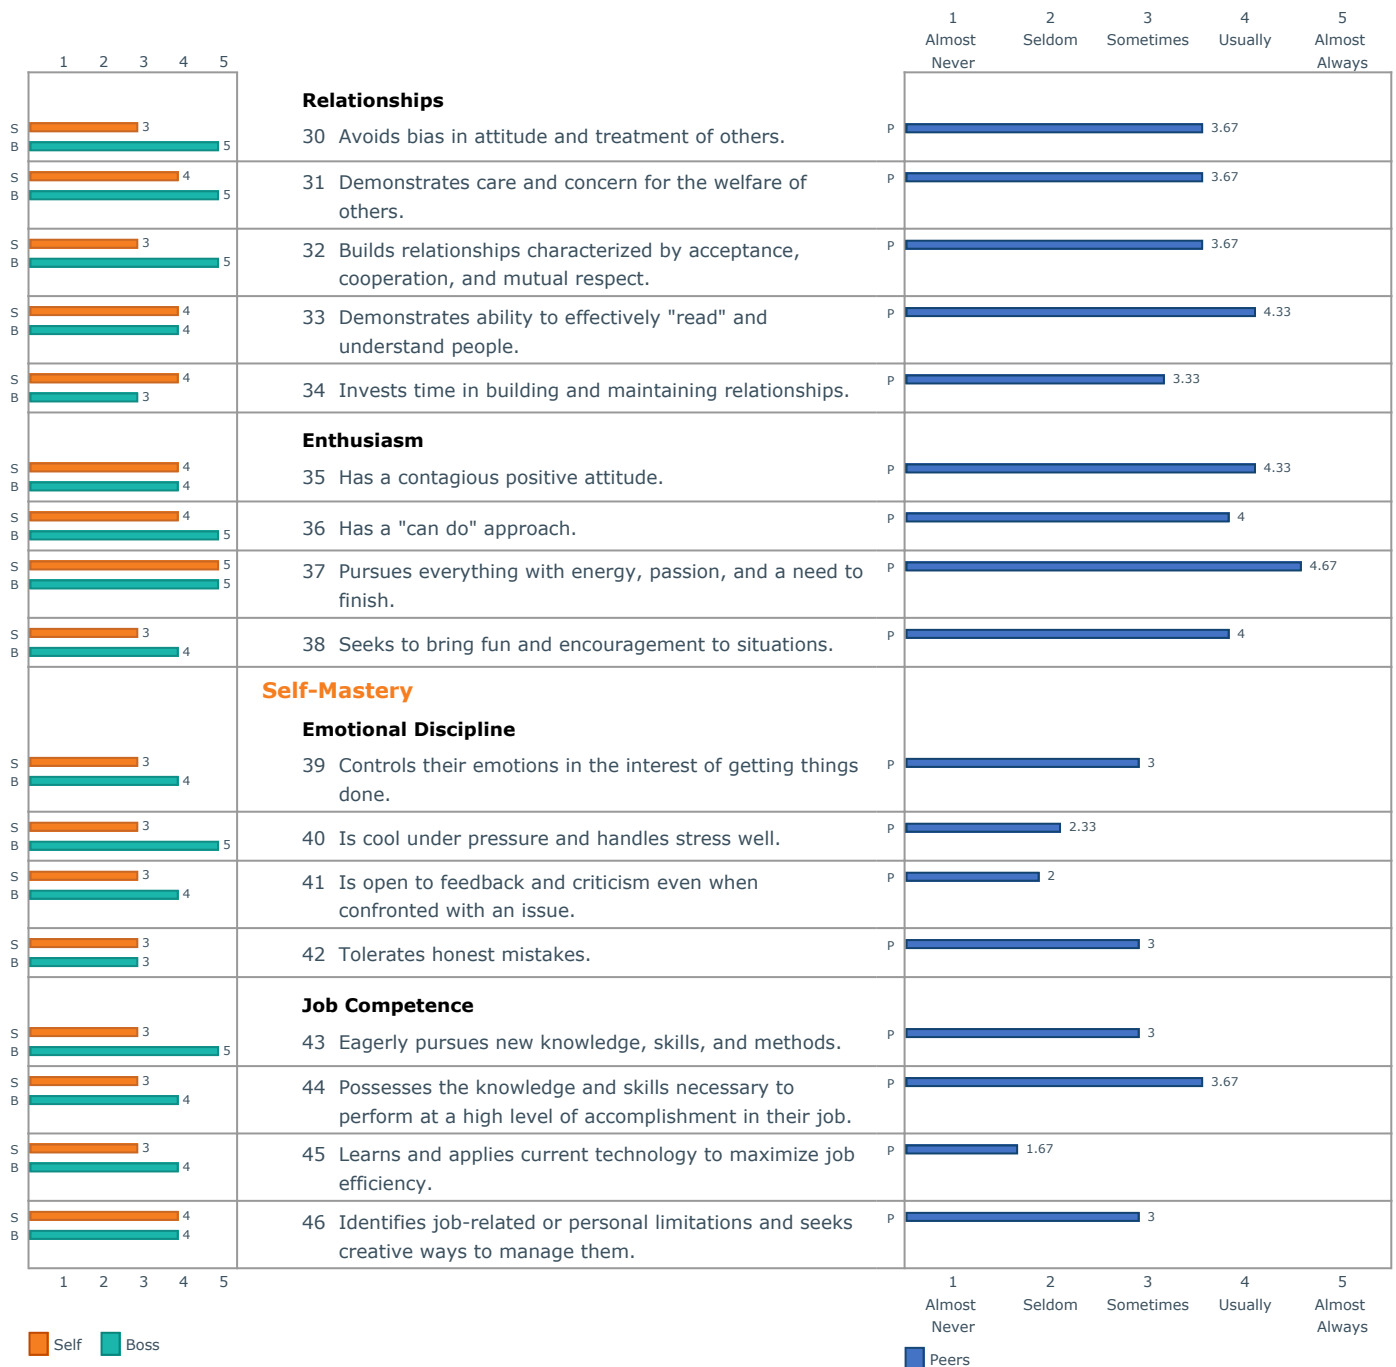 1 2 3 4 5
Almost Seldom Sometimes Usually Almost
Never Always
1 2 3 4 5
Relationships
S 3 30 Avoids bias in attitude and treatment of others. P 3.67
B 5
S 4 31 Demonstrates care and concern for the welfare of P 3.67
B 5 others.
S 3 32 Builds relationships characterized by acceptance, P 3.67
B 5 cooperation, and mutual respect.
S 4 33 Demonstrates ability to effectively "read" and P 4.33
B 4 understand people.
S 4 34 Invests time in building and maintaining relationships. P 3.33
B 3
Enthusiasm
S 4 35 Has a contagious positive attitude. P 4.33
B 4
S 4 36 Has a "can do" approach. P 4
B 5
S 5 37 Pursues everything with energy, passion, and a need to P 4.67
B 5 finish.
S 3 38 Seeks to bring fun and encouragement to situations. P 4
B 4
Self-Mastery
Emotional Discipline
S 3 39 Controls their emotions in the interest of getting things P 3
B 4 done.
S 3 40 Is cool under pressure and handles stress well. P 2.33
B 5
S 3 41 Is open to feedback and criticism even when P 2
B 4 confronted with an issue.
S 3 42 Tolerates honest mistakes. P 3
B 3
Job Competence
S 3 43 Eagerly pursues new knowledge, skills, and methods. P 3
B 5
S 3 44 Possesses the knowledge and skills necessary to P 3.67
B 4 perform at a high level of accomplishment in their job.
S 3 45 Learns and applies current technology to maximize job P 1.67
B 4 efficiency.
S 4 46 Identifies job-related or personal limitations and seeks P 3
B 4 creative ways to manage them.
1 2 3 4 5 1 2 3 4 5
Almost Seldom Sometimes Usually Almost
Never Always
Self Boss
Peers